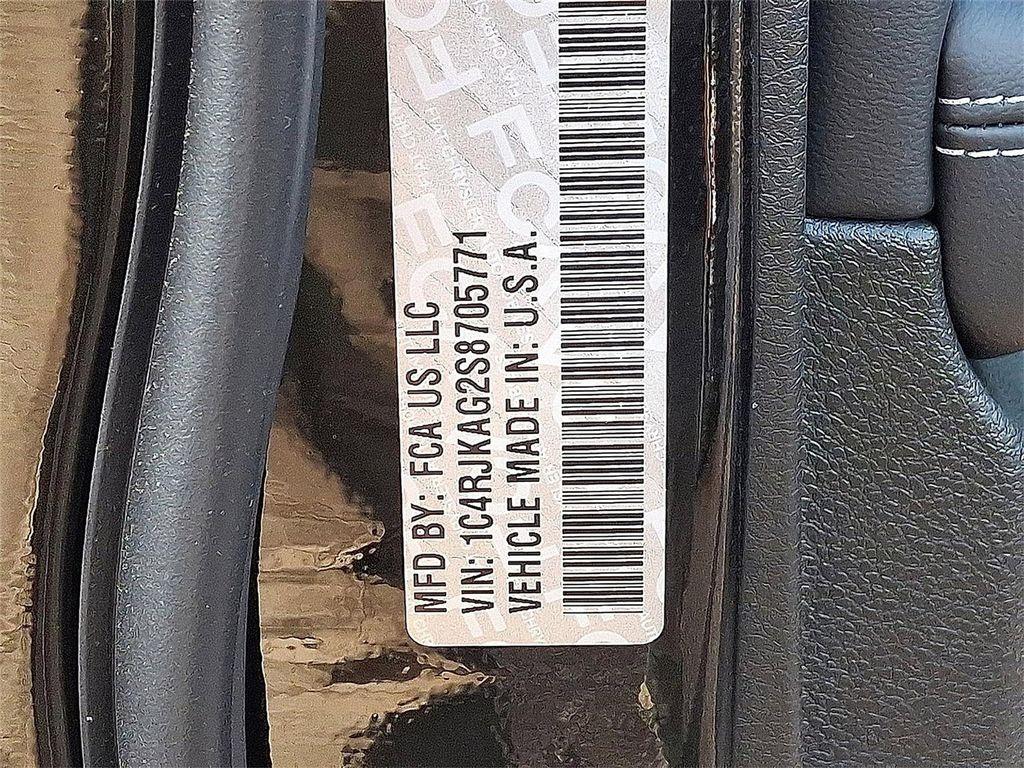 MFD BY: FCA US LLC
VIN: 1C4RJKAG2S8705771
VEHICLE MADE IN: U.S.A.